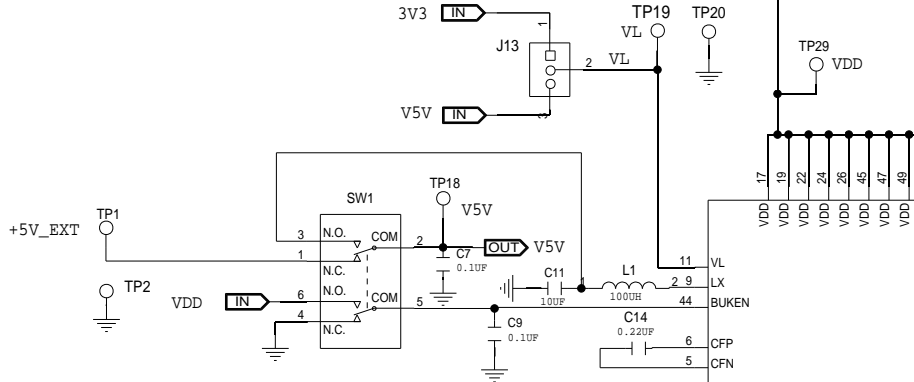 3V3 IN
1
J13
TP19 TP20
VL
2 VL
TP29
VDD
V5V IN
3
17 19 22 24 26 45 47 49
VDD VDD VDD VDD VDD VDD VDD VDD
SW1
TP18
V5V
+5V_EXT TP1
3 N.O. COM 2 OUT V5V
1 N.C.
C7
0.1UF
11 VL
TP2
6 N.O.
VDD IN
COM 5
4 N.C.
C11
10UF
1 L1 2 9 LX
100UH
44 BUKEN
C9
0.1UF
C14
0.22UF
6 CFP
5 CFN